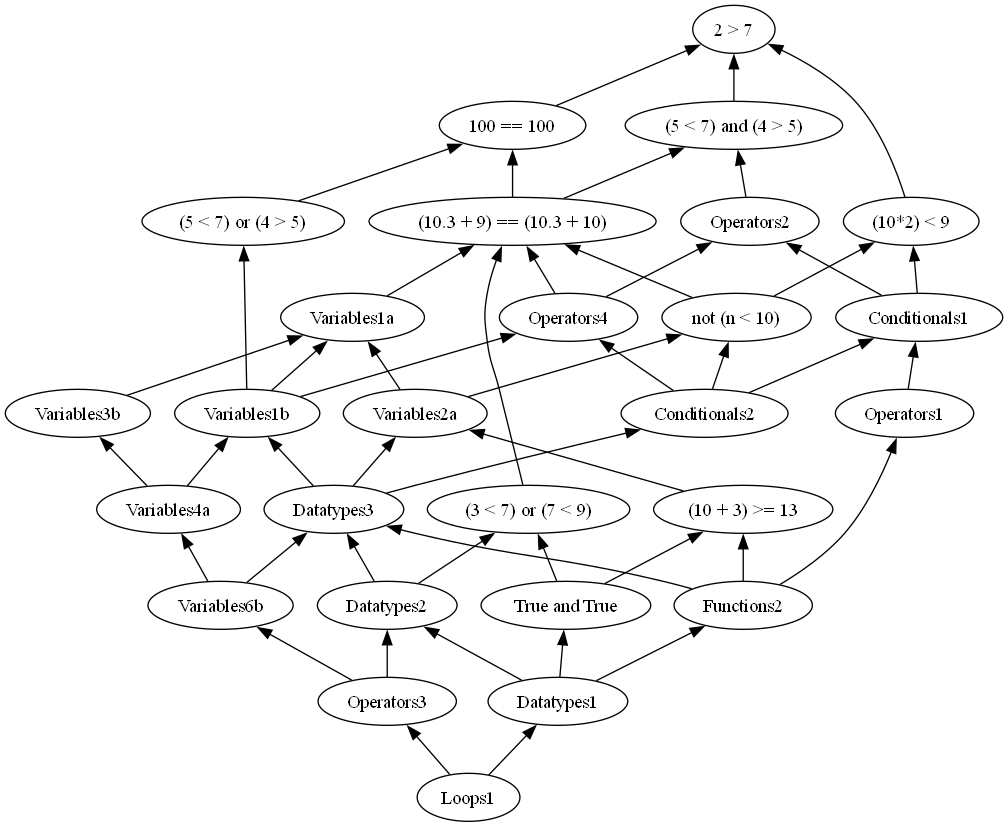 2 > 7
100 == 100
(5 < 7) and (4 > 5)
(5 < 7) or (4 > 5)
(10.3 + 9) == (10.3 + 10)
Operators2
(10*2) < 9
Variables1a
Operators4
not (n < 10)
Conditionals1
Variables3b
Variables1b
Variables2a
Conditionals2
Operators1
Variables4a
Datatypes3
(3 < 7) or (7 < 9)
(10 + 3) >= 13
Variables6b
Datatypes2
True and True
Functions2
Operators3
Datatypes1
Loops1